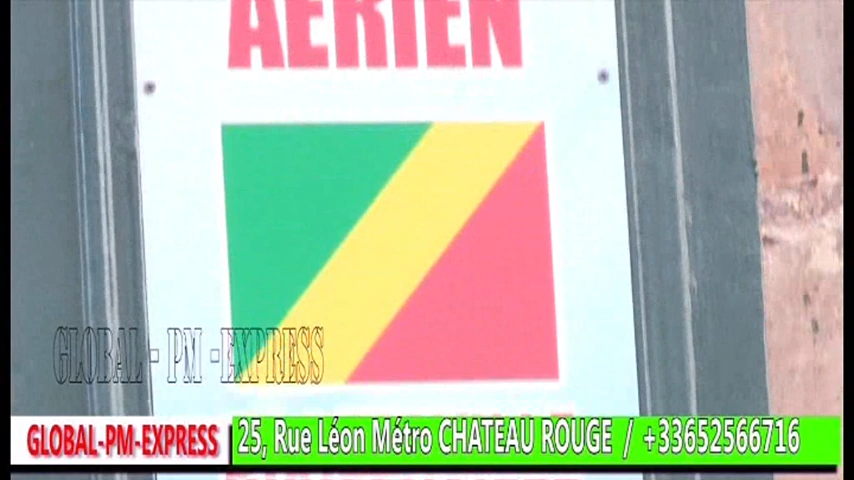 AERIEN
GLOBAL - PM -EXPRESS
GLOBAL-PM-EXPRESS 25, Rue Léon Métro CHATEAU ROUGE / +33652566716